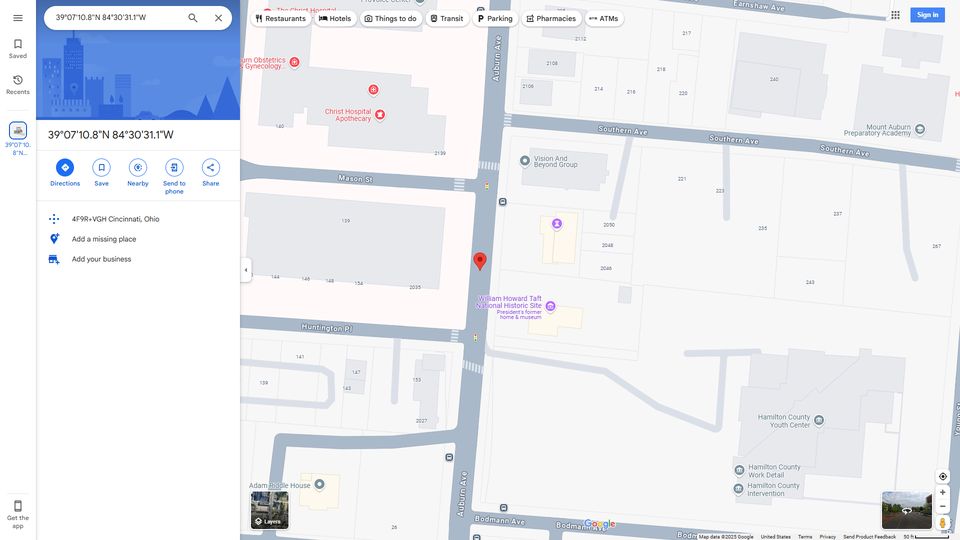 39°07'10.8"N 84°30'31.1"W
Restaurants
Hotels
Things to do
Transit
Parking
Pharmacies
ATMs
Sign in
Saved
Recents
39°07'10.
8"N...
39°07'10.8"N 84°30'31.1"W
Directions
Save
Nearby
Send to
phone
Share
4F9R+VGH Cincinnati, Ohio
Add a missing place
Add your business
Get the
app
The Christ Hospital
Earnshaw Ave
Auburn Ave
Obstetrics
& Gynecology...
Christ Hospital
Apothecary
140
2139
2112
2108
2106
214
216
217
218
220
240
Southern Ave
Southern Ave
Southern Ave
Mount Auburn
Preparatory Academy
Vision And
Beyond Group
Mason St
139
221
223
237
235
267
243
2050
2048
2046
144
146
148
154
2035
William Howard Taft
National Historic Site
President's former
home & museum
Huntington Pl
141
139
147
143
153
2027
Hamilton County
Youth Center
Hamilton County
Work Detail
Hamilton County
Intervention
Adam Riddle House
26
Auburn Ave
Bodmann Ave
Layers
Google
Map data ©2025 Google
United States
Terms
Privacy
Send Product Feedback
50 ft